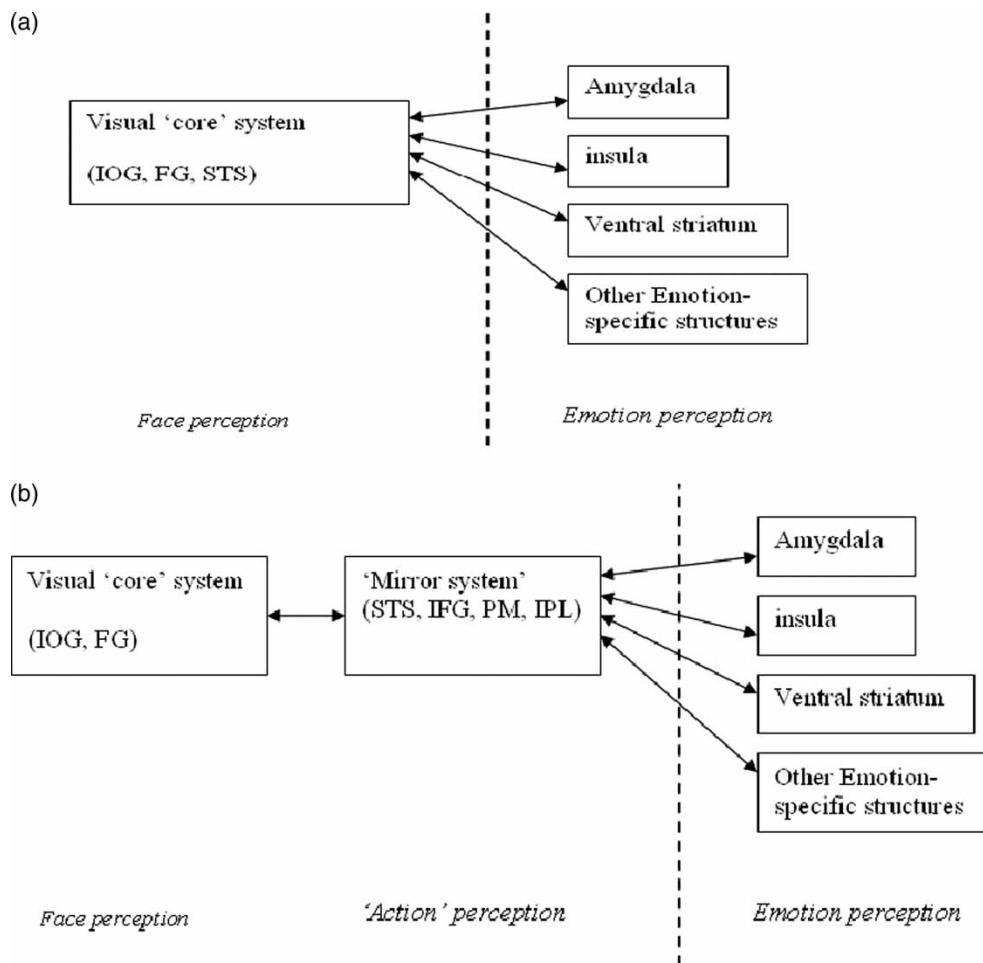 (a)
Visual ‘core’ system
(IOG, FG, STS)
Amygdala
insula
Ventral striatum
Other Emotion-
specific structures
Face perception
Emotion perception
(b)
Visual ‘core’ system
(IOG, FG)
‘Mirror system’
(STS, IFG, PM, IPL)
Amygdala
insula
Ventral striatum
Other Emotion-
specific structures
Face perception
‘Action’ perception
Emotion perception